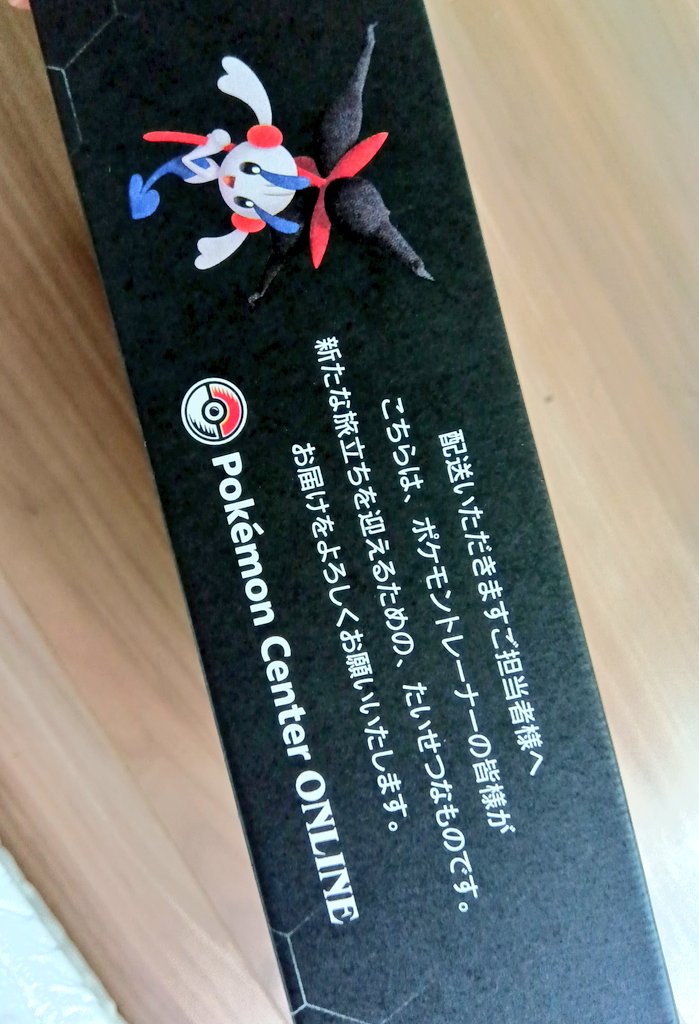 配送いただきますご担当者様へ
こちらは、ポケモントレーナーの皆様が
新たな旅立ちを迎えるための、たいせつなものです。
お届けをよろしくお願いいたします。
Pokémon Center ONLINE